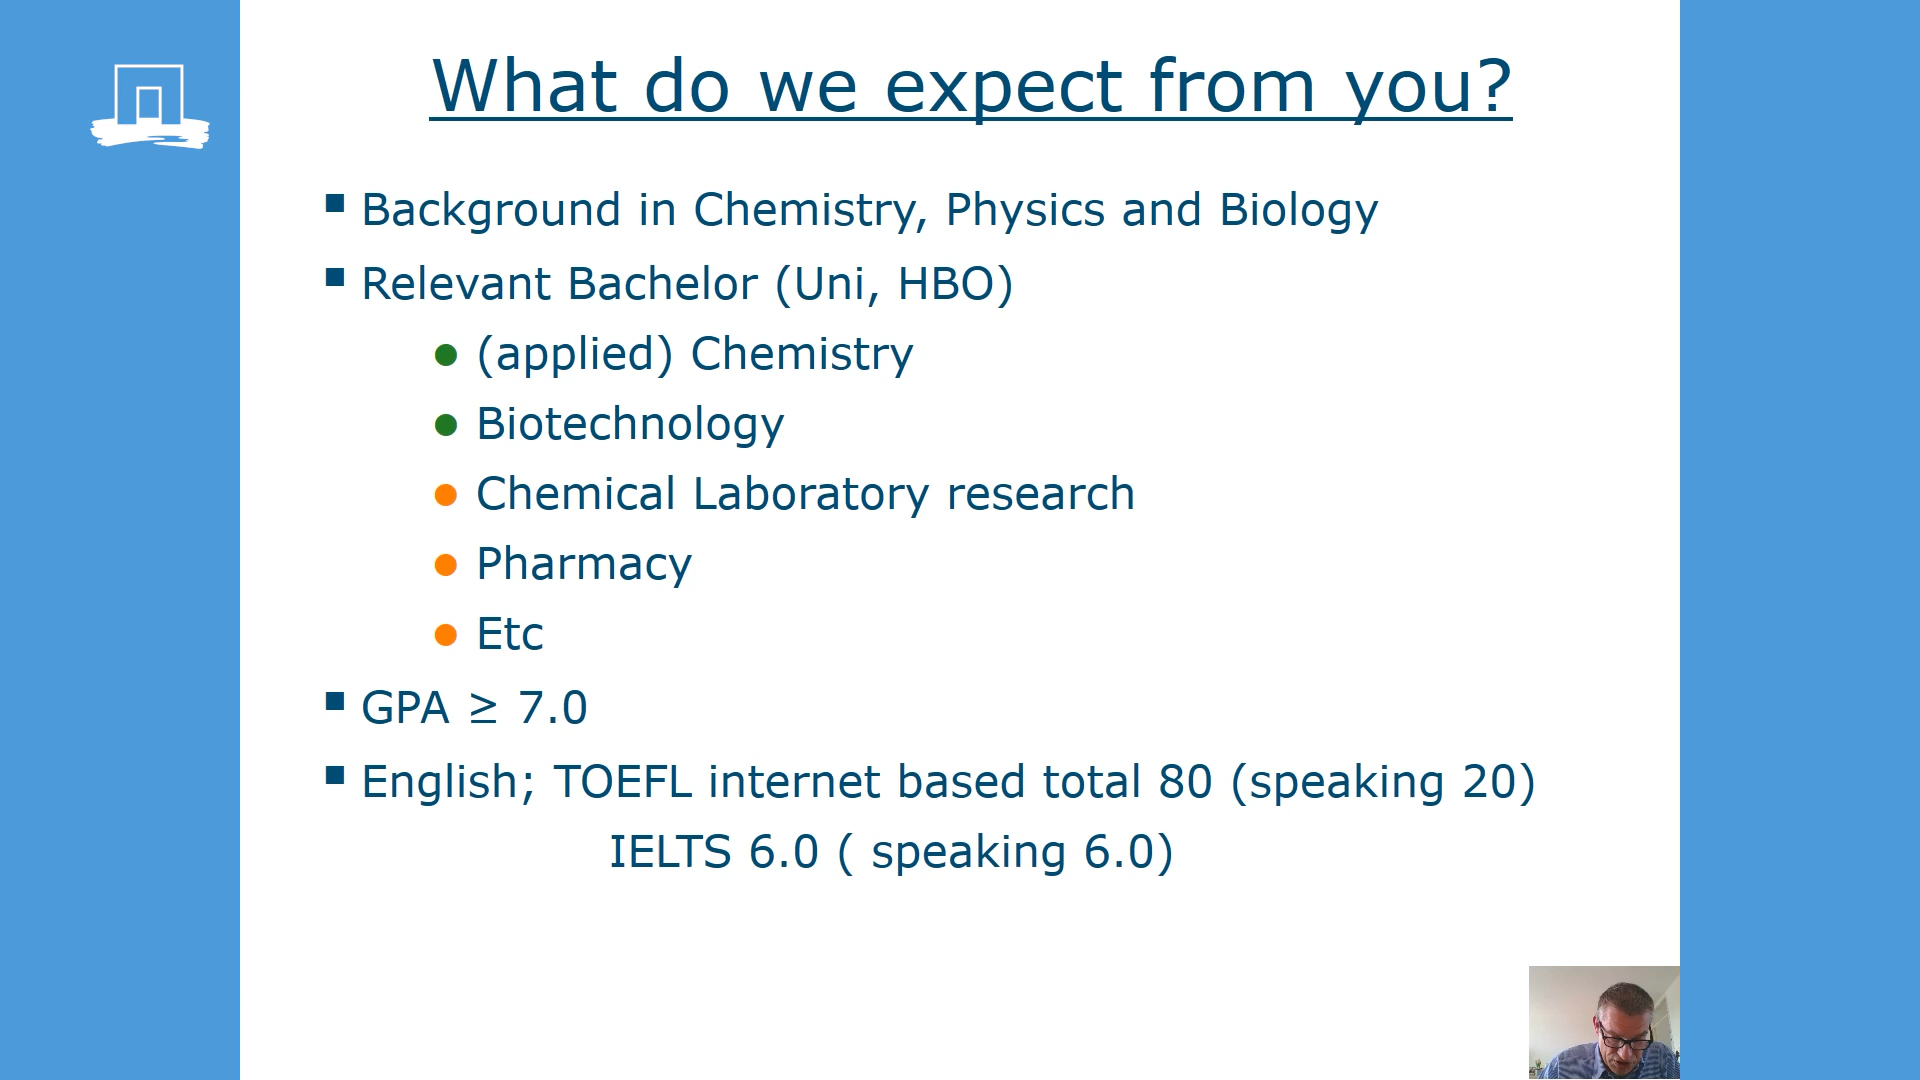 What do we expect from you?
Background in Chemistry, Physics and Biology
Relevant Bachelor (Uni, HBO)
(applied) Chemistry
Biotechnology
Chemical Laboratory research
Pharmacy
Etc
GPA ≥ 7.0
English; TOEFL internet based total 80 (speaking 20)
IELTS 6.0 ( speaking 6.0)